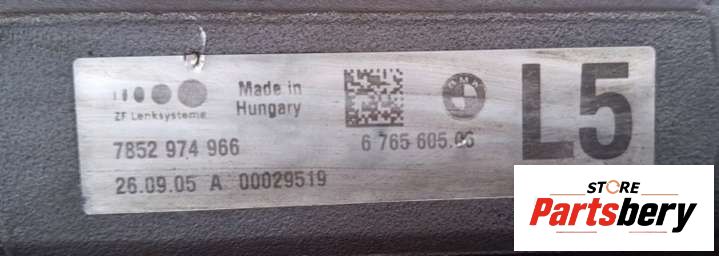 ZF Lenksysteme
Made in
Hungary
BMW
L5
7852 974 966
6 765 605.06
26.09.05 A 00029519
STORE
Partsbery